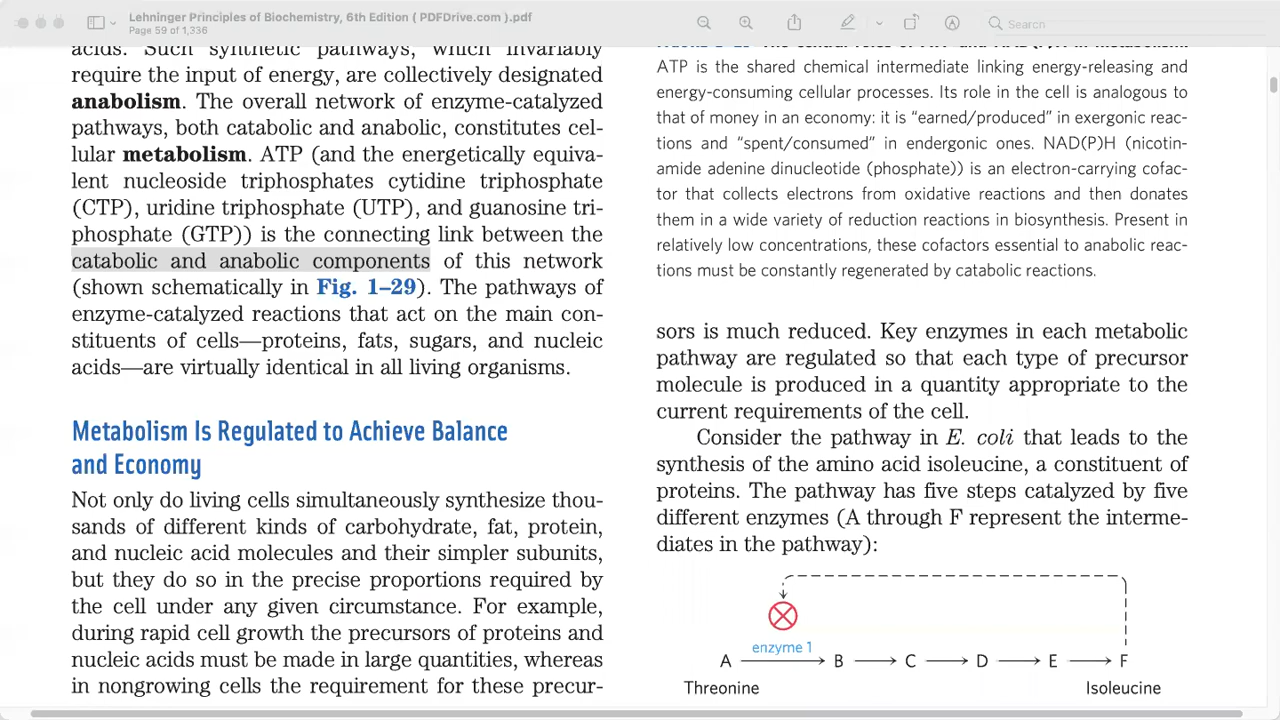 Lehninger Principles of Biochemistry, 6th Edition ( PDFDrive.com ).pdf
Page 59 of 1,336
Search
acids. Such synthetic pathways, which invariably
require the input of energy, are collectively designated
anabolism. The overall network of enzyme-catalyzed
pathways, both catabolic and anabolic, constitutes cel-
lular metabolism. ATP (and the energetically equiva-
lent nucleoside triphosphates cytidine triphosphate
(CTP), uridine triphosphate (UTP), and guanosine tri-
phosphate (GTP)) is the connecting link between the
catabolic and anabolic components of this network
(shown schematically in Fig. 1–29). The pathways of
enzyme-catalyzed reactions that act on the main con-
stituents of cells—proteins, fats, sugars, and nucleic
acids—are virtually identical in all living organisms.
Metabolism Is Regulated to Achieve Balance
and Economy
Not only do living cells simultaneously synthesize thou-
sands of different kinds of carbohydrate, fat, protein,
and nucleic acid molecules and their simpler subunits,
but they do so in the precise proportions required by
the cell under any given circumstance. For example,
during rapid cell growth the precursors of proteins and
nucleic acids must be made in large quantities, whereas
in nongrowing cells the requirement for these precur-
ATP is the shared chemical intermediate linking energy-releasing and
energy-consuming cellular processes. Its role in the cell is analogous to
that of money in an economy: it is “earned/produced” in exergonic reac-
tions and “spent/consumed” in endergonic ones. NAD(P)H (nicotin-
amide adenine dinucleotide (phosphate)) is an electron-carrying cofac-
tor that collects electrons from oxidative reactions and then donates
them in a wide variety of reduction reactions in biosynthesis. Present in
relatively low concentrations, these cofactors essential to anabolic reac-
tions must be constantly regenerated by catabolic reactions.
sors is much reduced. Key enzymes in each metabolic
pathway are regulated so that each type of precursor
molecule is produced in a quantity appropriate to the
current requirements of the cell.
Consider the pathway in E. coli that leads to the
synthesis of the amino acid isoleucine, a constituent of
proteins. The pathway has five steps catalyzed by five
different enzymes (A through F represent the interme-
diates in the pathway):
enzyme 1
A B C D E F
Threonine Isoleucine